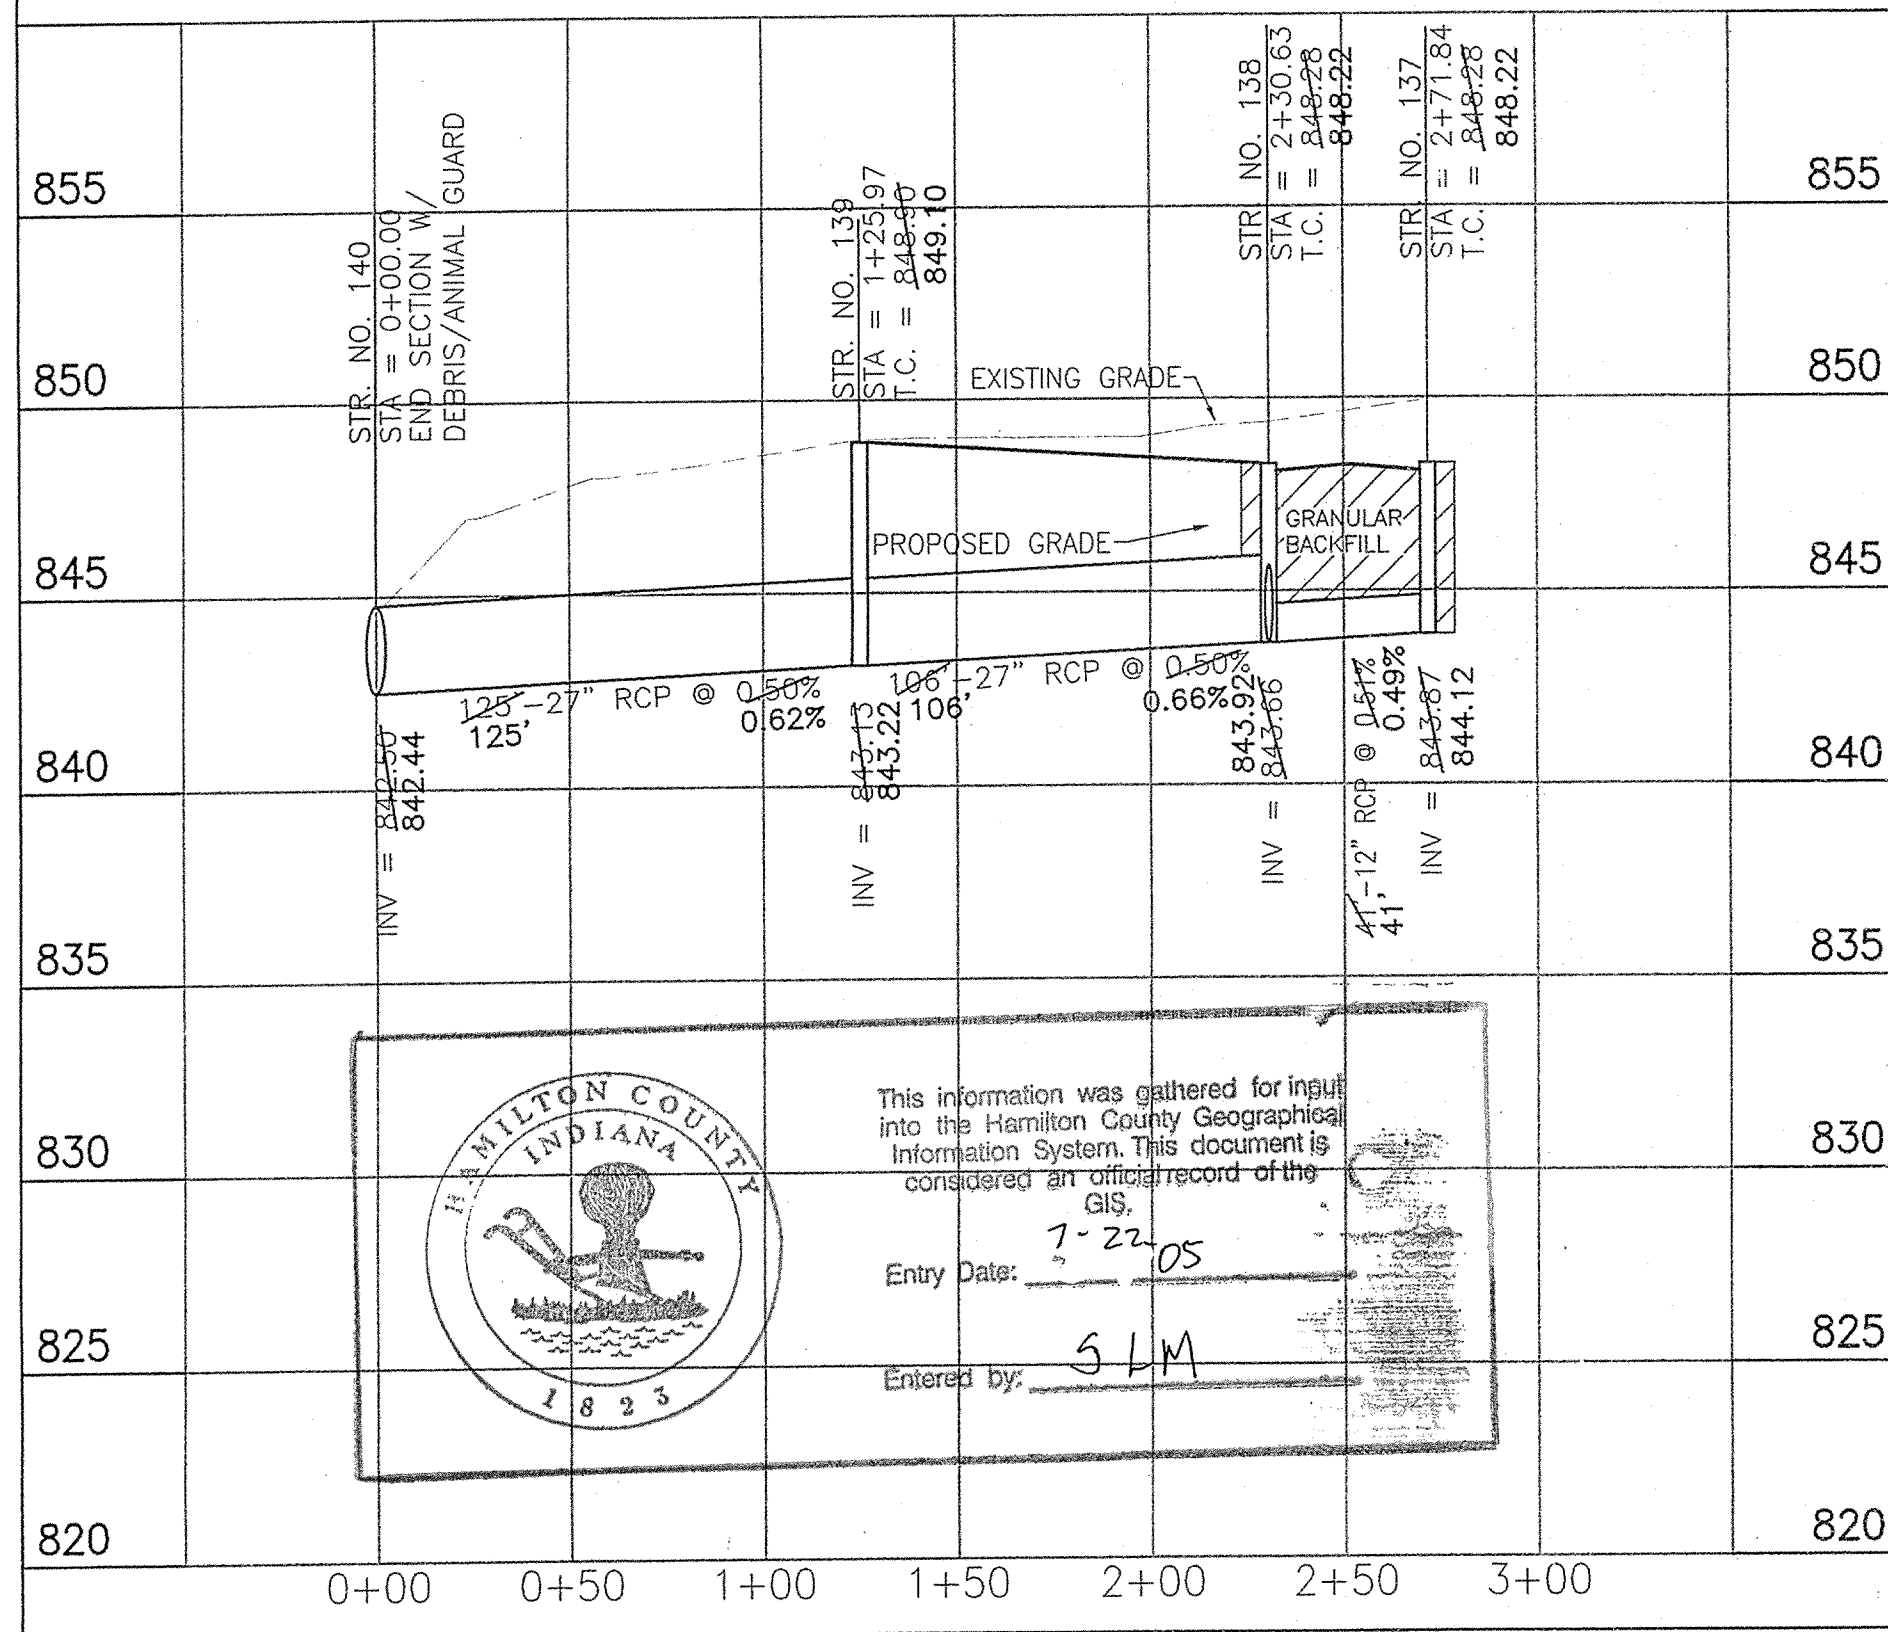 STR. NO. 140
STA = 0+00.00
END SECTION W/
DEBRIS/ANIMAL GUARD
STR. NO. 139
STA = 1+25.97
T.C. = 848.90
849.10
STR. NO. 138
STA = 2+30.63
T.C. = 848.28
848.22
STR. NO. 137
STA = 2+71.84
T.C. = 848.28
848.22
855
855
850
850
845
845
840
840
835
835
830
830
825
825
820
820
EXISTING GRADE
PROPOSED GRADE
GRANULAR
BACKFILL
125'-27" RCP @ 0.50%
125'
0.62%
106'-27" RCP @ 0.50%
106'
0.66%
41'-12" RCP @ 0.51%
41'
0.49%
INV = 842.50
842.44
INV = 843.13
843.22
INV = 843.66
843.92
INV = 843.87
844.12
HAMILTON COUNTY
INDIANA
1823
This information was gathered for input
into the Hamilton County Geographical
Information System. This document is
considered an official record of the
GIS.
Entry Date: 7-22-05
Entered by: SLM
0+00 0+50 1+00 1+50 2+00 2+50 3+00